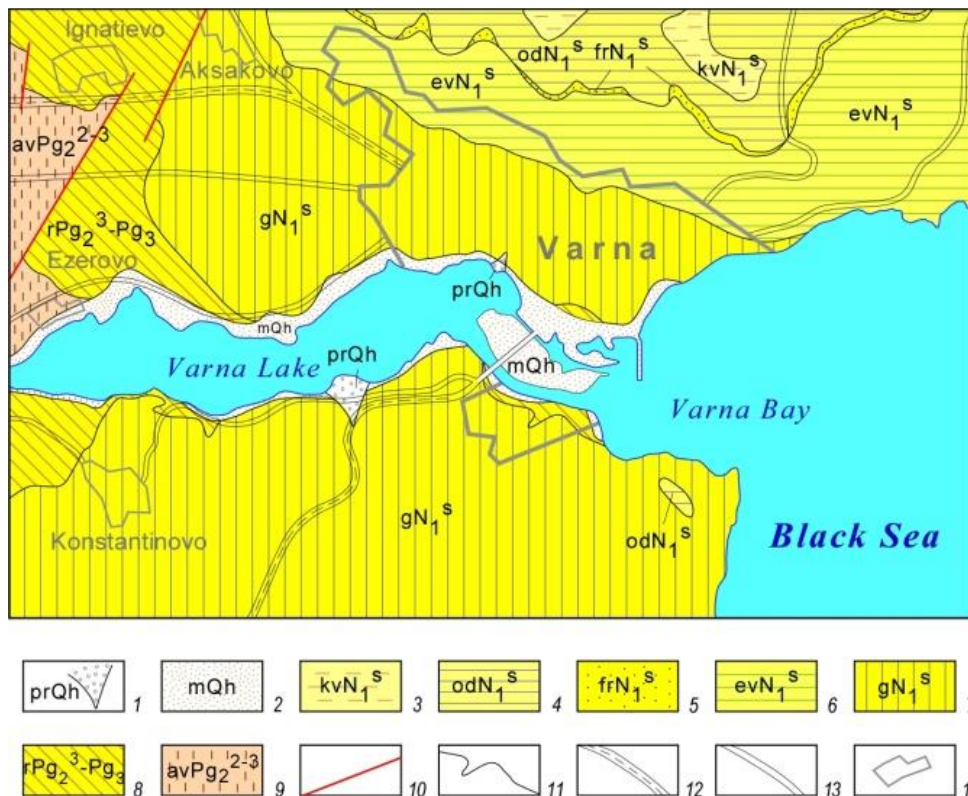 Ignatievo
Aksakovo
odN₁ˢ frN₁ˢ
kvN₁ˢ
evN₁ˢ
evN₁ˢ
avPg₂²⁻³
gN₁ˢ
rPg₂³-Pg₃
Ezerovo
Varna
prQh
mQh
prQh
mQh
Varna Lake
Varna Bay
gN₁ˢ
odN₁ˢ
Konstantinovo
Black Sea
prQh 1 mQh 2 kvN₁ˢ 3 odN₁ˢ 4 frN₁ˢ 5 evN₁ˢ 6 gN₁ˢ
rPg₂³-Pg₃ 8 avPg₂²⁻³ 9 10 11 12 13 1